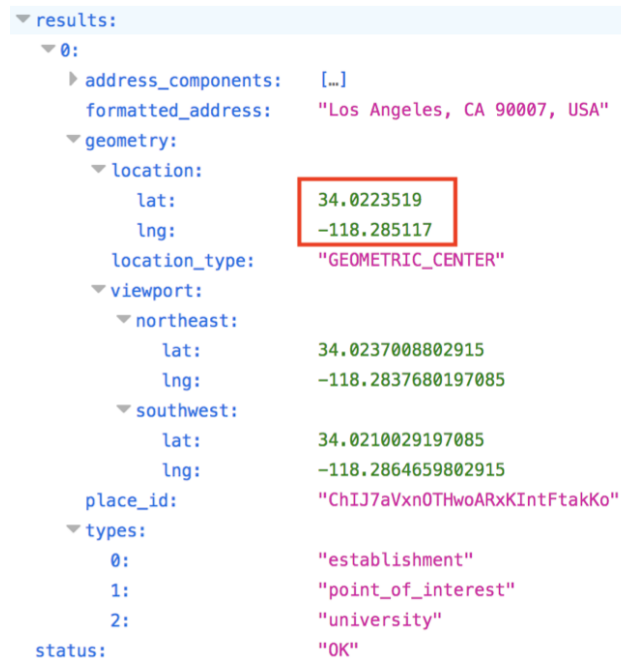 results:
0:
address_components: […]
formatted_address: "Los Angeles, CA 90007, USA"
geometry:
location:
lat: 34.0223519
lng: -118.285117
location_type: "GEOMETRIC_CENTER"
viewport:
northeast:
lat: 34.0237008802915
lng: -118.2837680197085
southwest:
lat: 34.0210029197085
lng: -118.2864659802915
place_id: "ChIJ7aVxnOTHwoARxKIntFtakKo"
types:
0: "establishment"
1: "point_of_interest"
2: "university"
status: "OK"